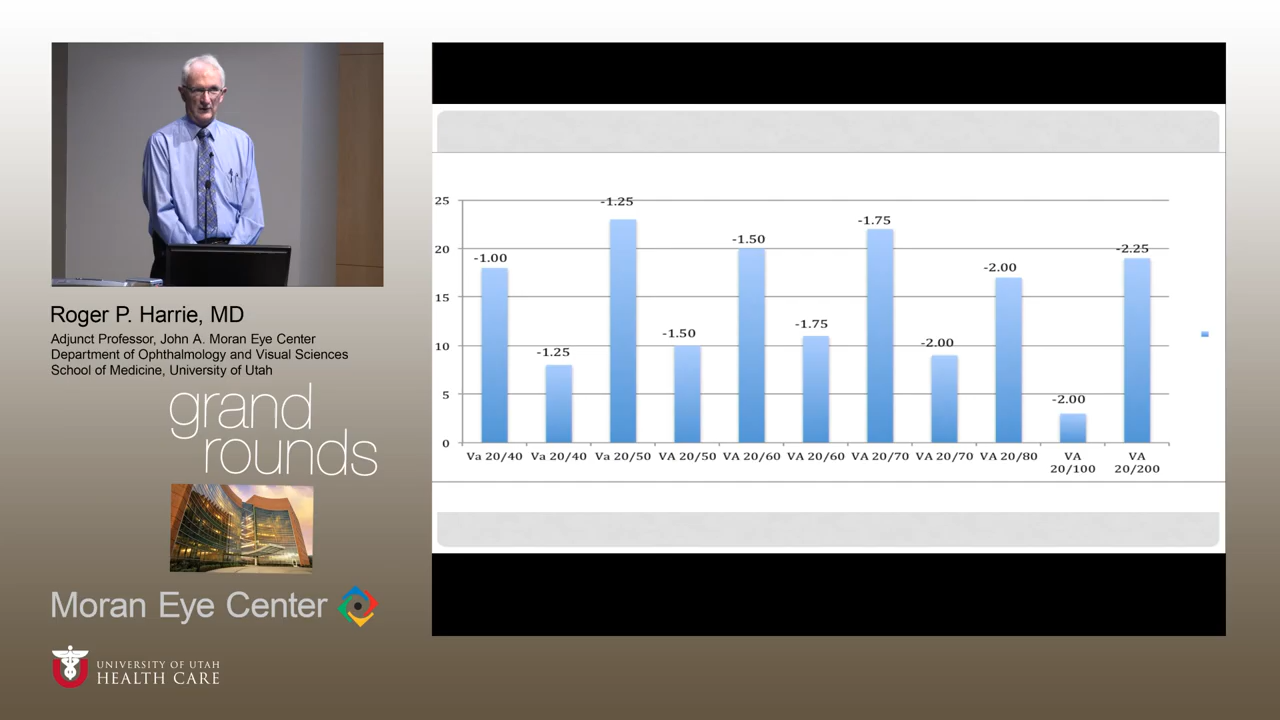 Roger P. Harrie, MD
Adjunct Professor, John A. Moran Eye Center
Department of Ophthalmology and Visual Sciences
School of Medicine, University of Utah
grand
rounds
Moran Eye Center
UNIVERSITY OF UTAH
HEALTH CARE
25
20
15
10
5
0
-1.00
-1.25
-1.25
-1.50
-1.50
-1.75
-1.75
-2.00
-2.00
-2.00
-2.25
Va 20/40
Va 20/40
Va 20/50
VA 20/50
VA 20/60
VA 20/60
VA 20/70
VA 20/70
VA 20/80
VA
20/100
VA
20/200